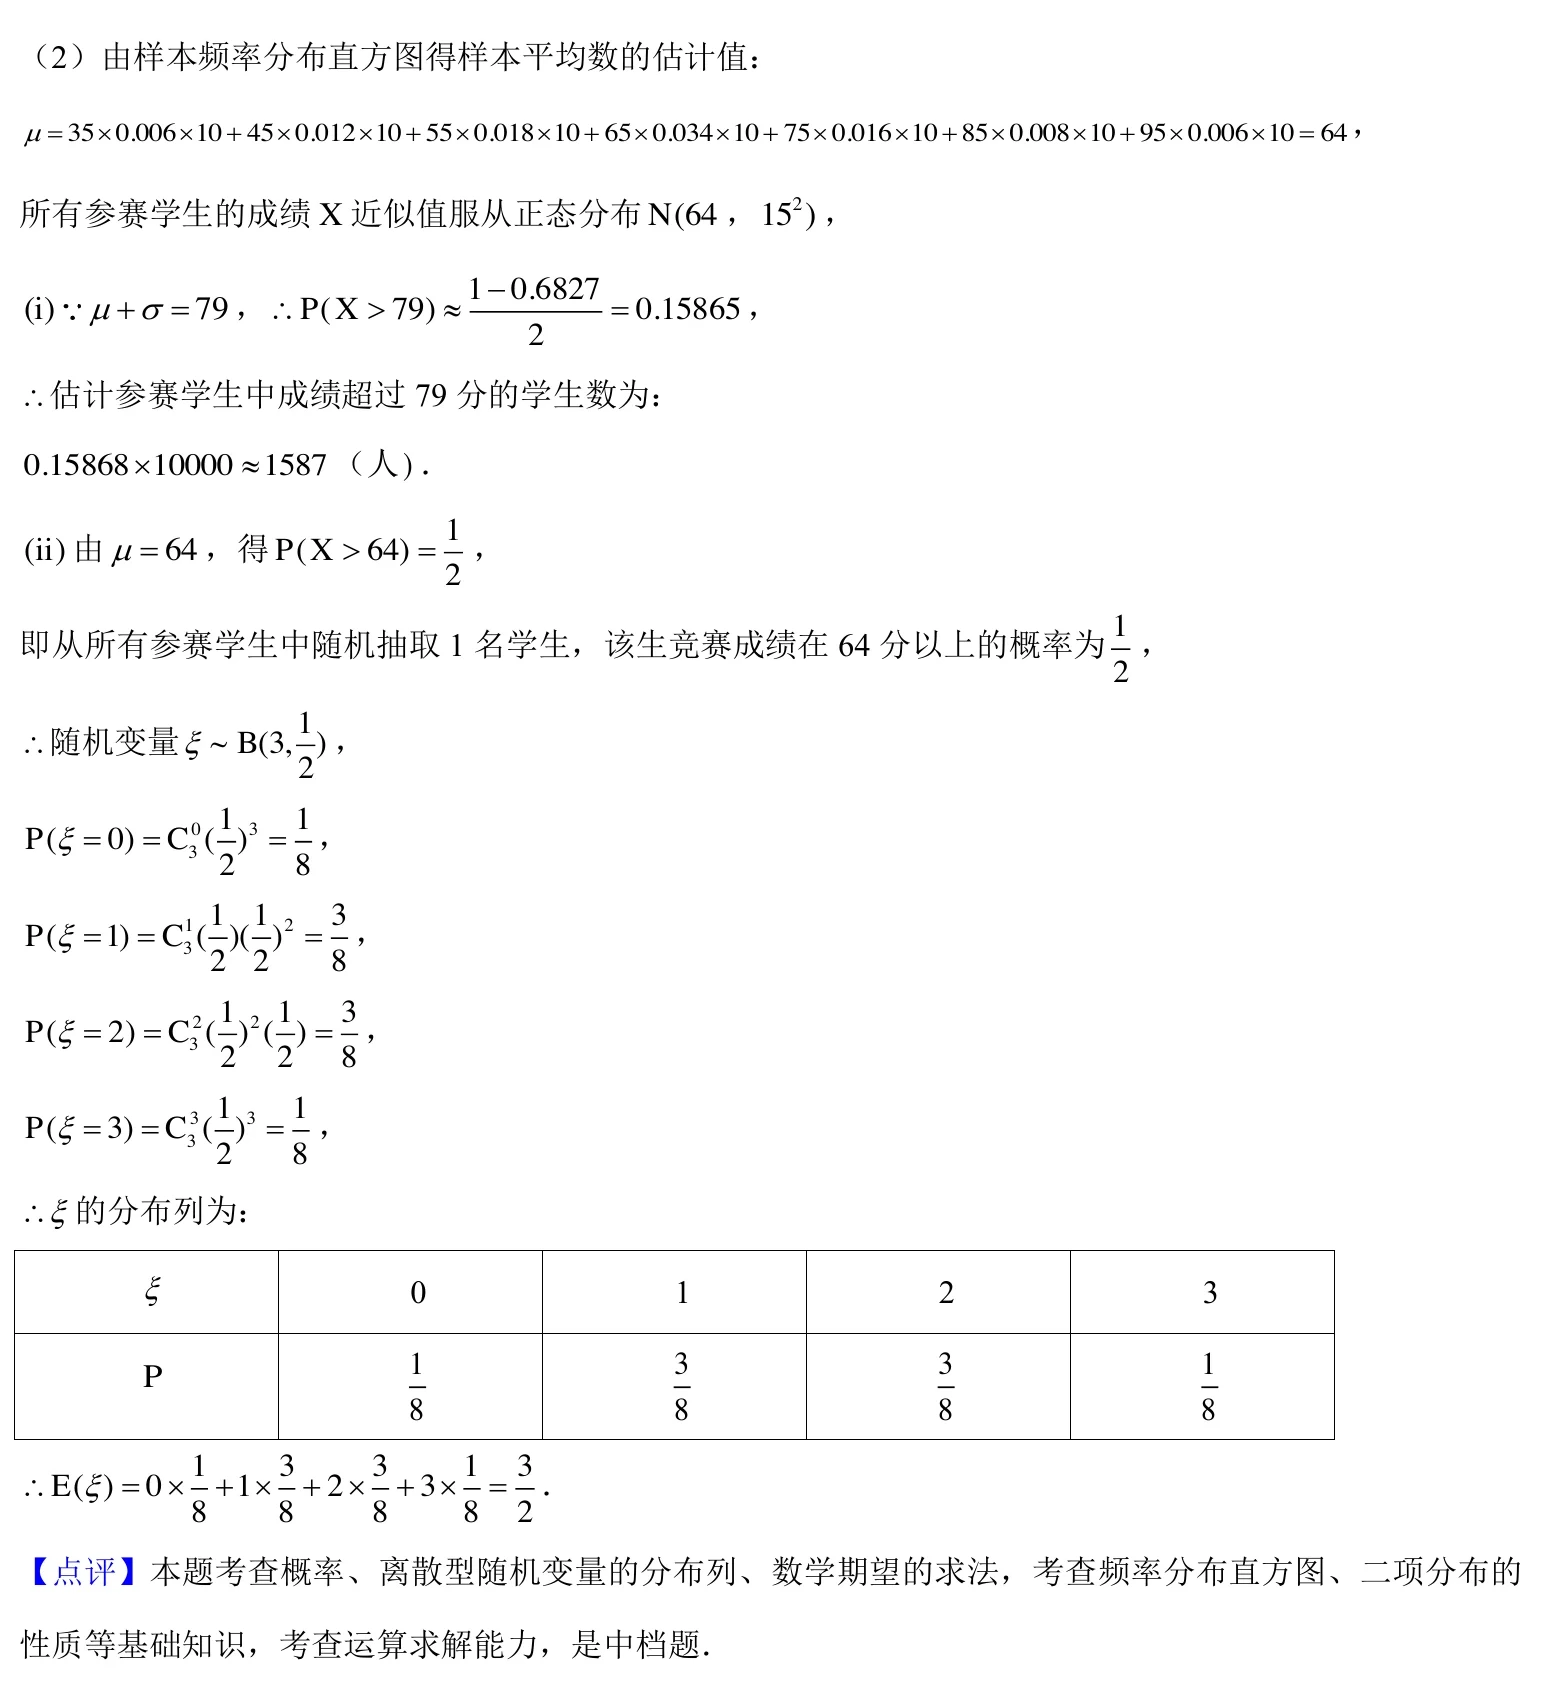 （2）由样本频率分布直方图得样本平均数的估计值：
μ＝35×0.006×10+45×0.012×10+55×0.018×10+65×0.034×10+75×0.016×10+85×0.008×10+95×0.006×10＝64，
所有参赛学生的成绩 X 近似值服从正态分布 N(64，15²)，
(i)∵μ+σ=79，∴P(X>79)≈(1-0.6827)/2=0.15865，
∴估计参赛学生中成绩超过 79 分的学生数为：
0.15868×10000≈1587（人）.
(ii)由μ=64，得P(X>64)=1/2，
即从所有参赛学生中随机抽取 1 名学生，该生竞赛成绩在 64 分以上的概率为1/2，
∴随机变量ξ~B(3,1/2)，
P(ξ=0)=C₃⁰(1/2)³=1/8，
P(ξ=1)=C₃¹(1/2)(1/2)²=3/8，
P(ξ=2)=C₃²(1/2)²(1/2)=3/8，
P(ξ=3)=C₃³(1/2)³=1/8，
∴ξ的分布列为：
ξ 0 1 2 3
P 1/8 3/8 3/8 1/8
∴E(ξ)=0×1/8+1×3/8+2×3/8+3×1/8=3/2.
【点评】本题考查概率、离散型随机变量的分布列、数学期望的求法，考查频率分布直方图、二项分布的
性质等基础知识，考查运算求解能力，是中档题.